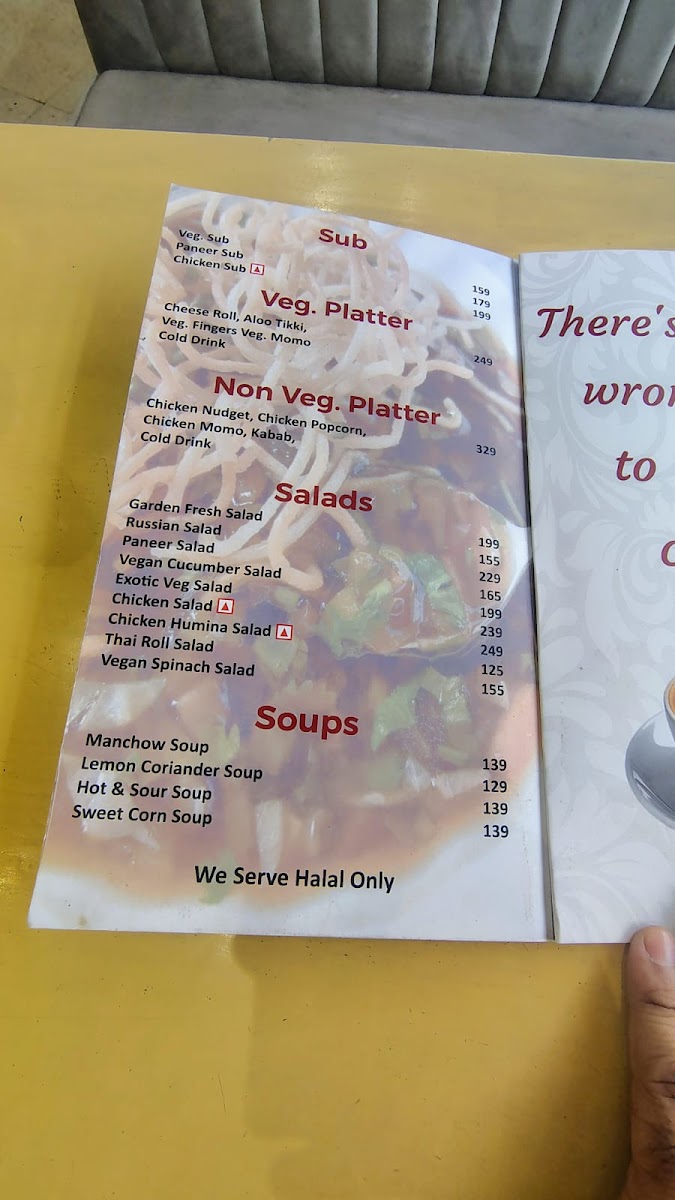 Sub
Veg. Sub 159
Paneer Sub 179
Chicken Sub 199
Veg. Platter
Cheese Roll, Aloo Tikki,
Veg. Fingers Veg. Momo
Cold Drink 249
Non Veg. Platter
Chicken Nudget, Chicken Popcorn,
Chicken Momo, Kabab,
Cold Drink 329
Salads
Garden Fresh Salad 199
Russian Salad 155
Paneer Salad 229
Vegan Cucumber Salad 165
Exotic Veg Salad 199
Chicken Salad 239
Chicken Humina Salad 249
Thai Roll Salad 125
Vegan Spinach Salad 155
Soups
Manchow Soup 139
Lemon Coriander Soup 129
Hot & Sour Soup 139
Sweet Corn Soup 139
We Serve Halal Only
There's
to